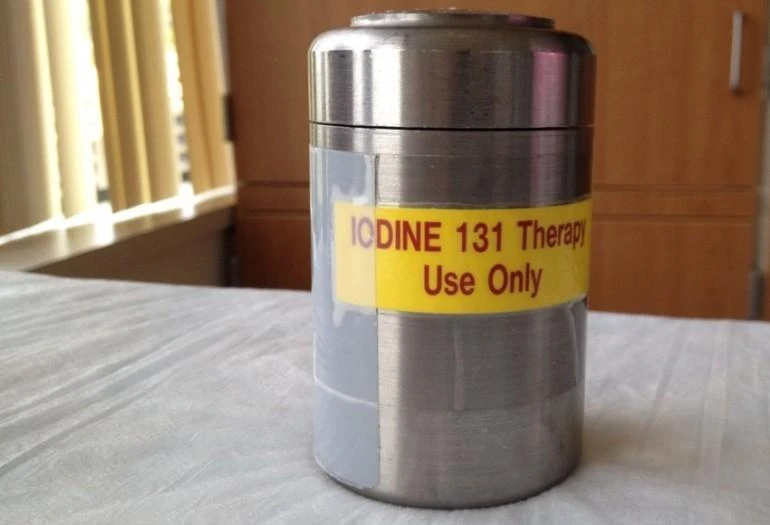 IODINE 131 Therapy
Use Only